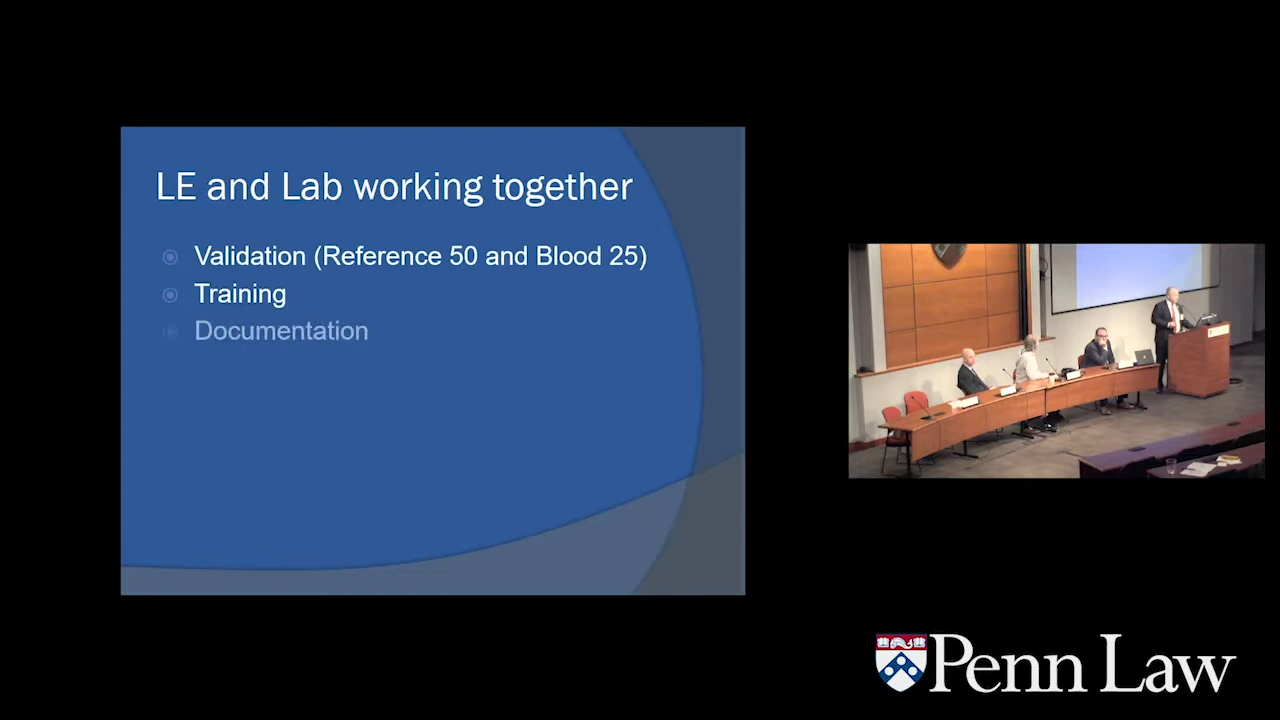 LE and Lab working together
Validation (Reference 50 and Blood 25)
Training
Documentation
Penn Law